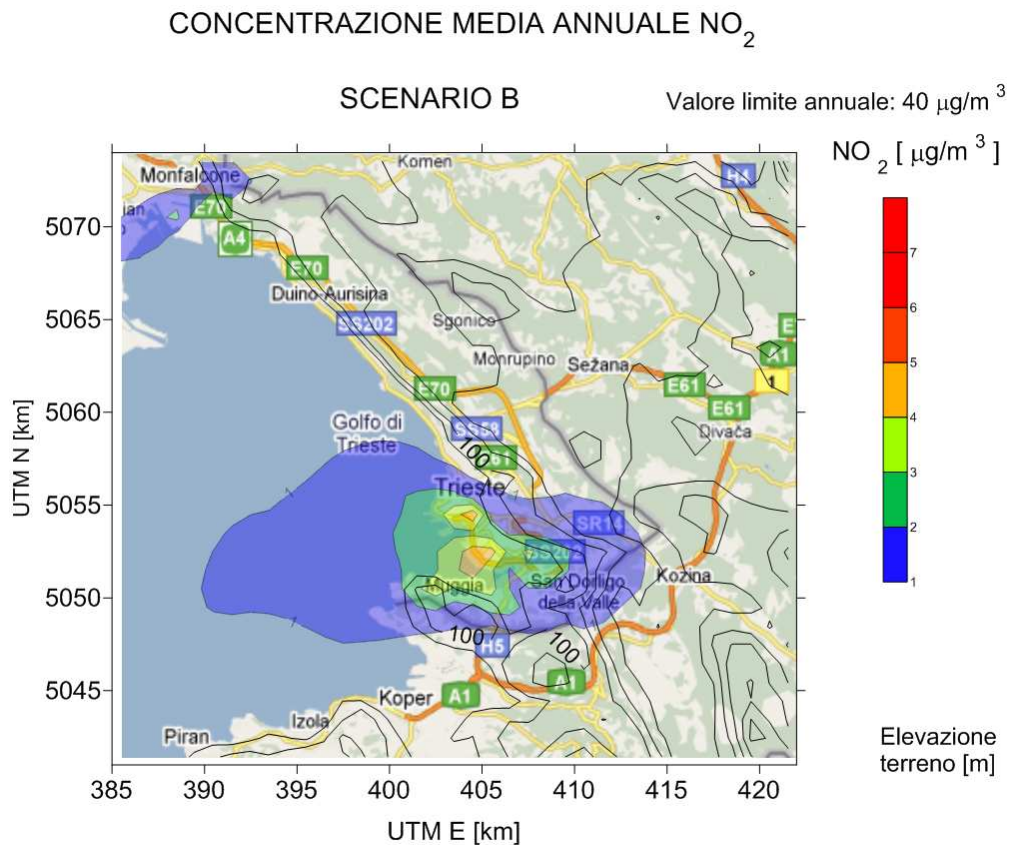 CONCENTRAZIONE MEDIA ANNUALE NO2
SCENARIO B
Valore limite annuale: 40 µg/m 3
NO 2 [ µg/m 3 ]
Komen
H4
Monfalcone
E70
A4
E70
Duino-Aurisina
SS202
Sgonico
Monrupino
Sežana
A1
1
E70
E61
E61
Divača
Golfo di
Trieste
SS58
100
E61
Trieste
SR14
SS202
Muggia
San Dorligo
della Valle
Kozina
100
H5
100
A1
A1
Koper
Izola
Piran
5070
5065
5060
5055
5050
5045
UTM N [km]
385 390 395 400 405 410 415 420
UTM E [km]
7
6
5
4
3
2
1
Elevazione
terreno [m]